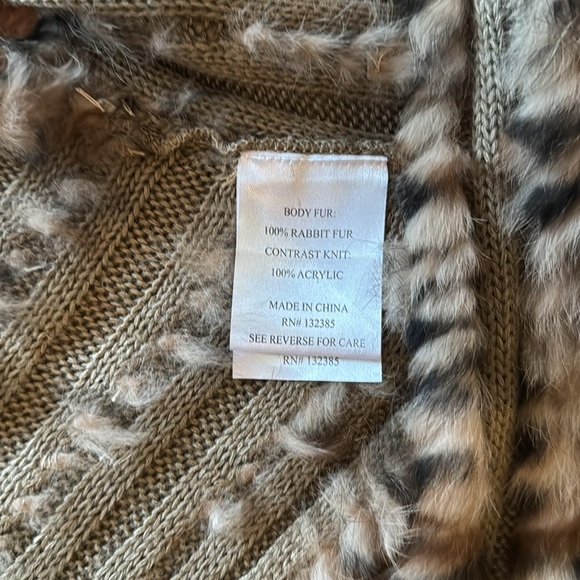 BODY FUR:
100% RABBIT FUR
CONTRAST KNIT:
100% ACRYLIC
MADE IN CHINA
RN# 132385
SEE REVERSE FOR CARE
RN# 132385